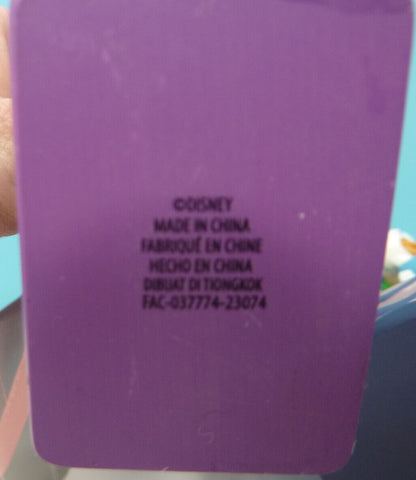 ©DISNEY
MADE IN CHINA
FABRIQUÉ EN CHINE
HECHO EN CHINA
DIBUAT DI TIONGKOK
FAC-037774-23074